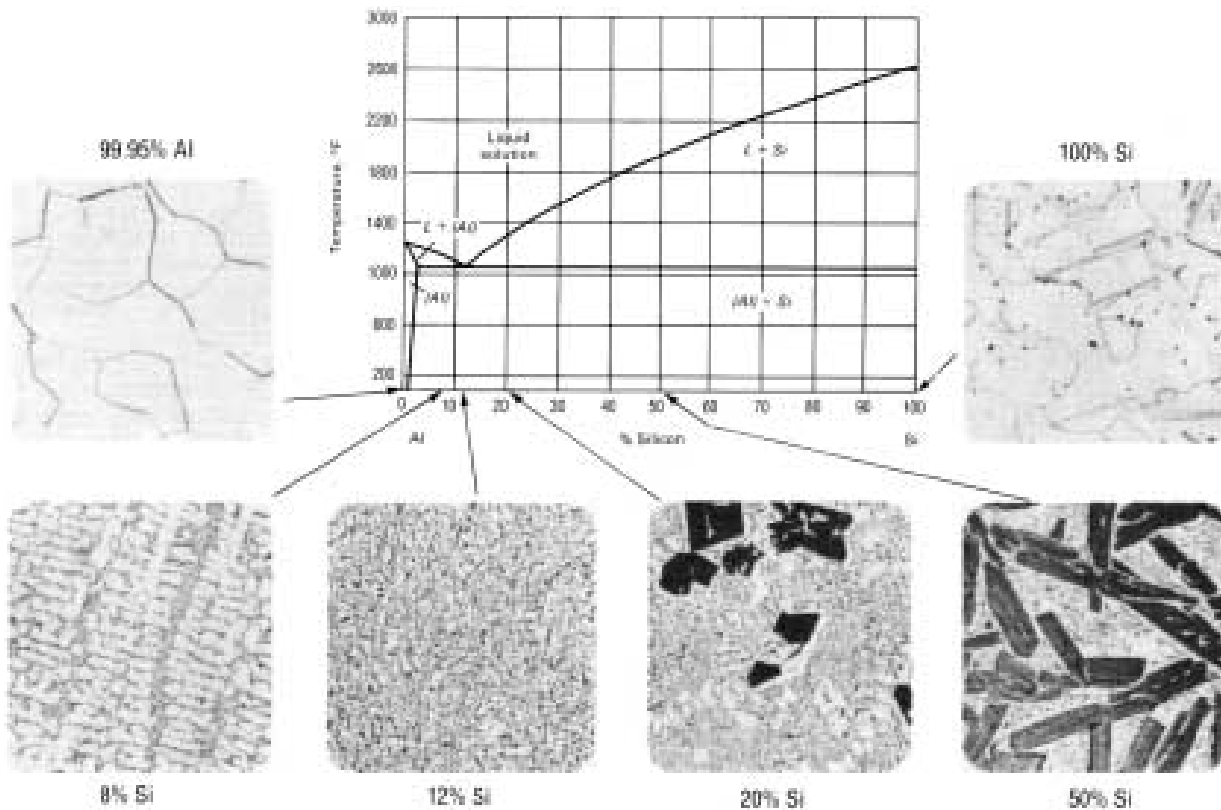 3000
2600
2200
1800
1400
1000
600
200
Temperature, °F
Liquid
solution
L + Si
L + (Al)
(Al)
(Al) + Si
0 10 20 30 40 50 60 70 80 90 100
Al % Silicon Si
99.95% Al
100% Si
8% Si
12% Si
20% Si
50% Si